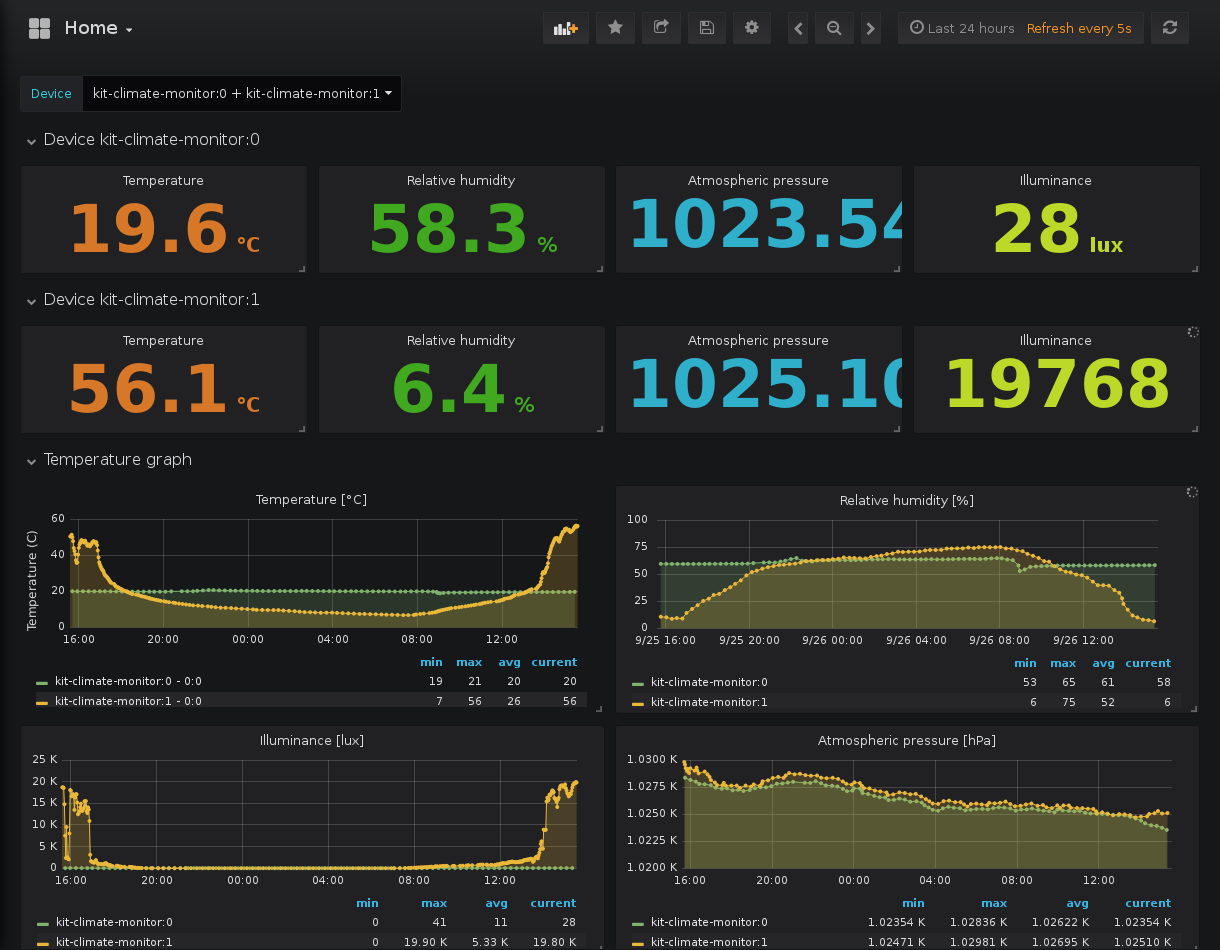 Home
Last 24 hours Refresh every 5s
Device kit-climate-monitor:0 + kit-climate-monitor:1
Device kit-climate-monitor:0
Temperature Relative humidity Atmospheric pressure Illuminance
19.6 °C 58.3 % 1023.54 28 lux
Device kit-climate-monitor:1
Temperature Relative humidity Atmospheric pressure Illuminance
56.1 °C 6.4 % 1025.10 19768
Temperature graph
Temperature [°C]
Temperature (C)
60
40
20
0
16:00 20:00 00:00 04:00 08:00 12:00
min max avg current
kit-climate-monitor:0 - 0:0 19 21 20 20
kit-climate-monitor:1 - 0:0 7 56 26 56
Relative humidity [%]
100
75
50
25
0
9/25 16:00 9/25 20:00 9/26 00:00 9/26 04:00 9/26 08:00 9/26 12:00
min max avg current
kit-climate-monitor:0 53 65 61 58
kit-climate-monitor:1 6 75 52 6
Illuminance [lux]
25 K
20 K
15 K
10 K
5 K
0
16:00 20:00 00:00 04:00 08:00 12:00
min max avg current
kit-climate-monitor:0 0 41 11 28
kit-climate-monitor:1 0 19.90 K 5.33 K 19.80 K
Atmospheric pressure [hPa]
1.0300 K
1.0275 K
1.0250 K
1.0225 K
1.0200 K
16:00 20:00 00:00 04:00 08:00 12:00
min max avg current
kit-climate-monitor:0 1.02354 K 1.02836 K 1.02622 K 1.02354 K
kit-climate-monitor:1 1.02471 K 1.02981 K 1.02695 K 1.02510 K